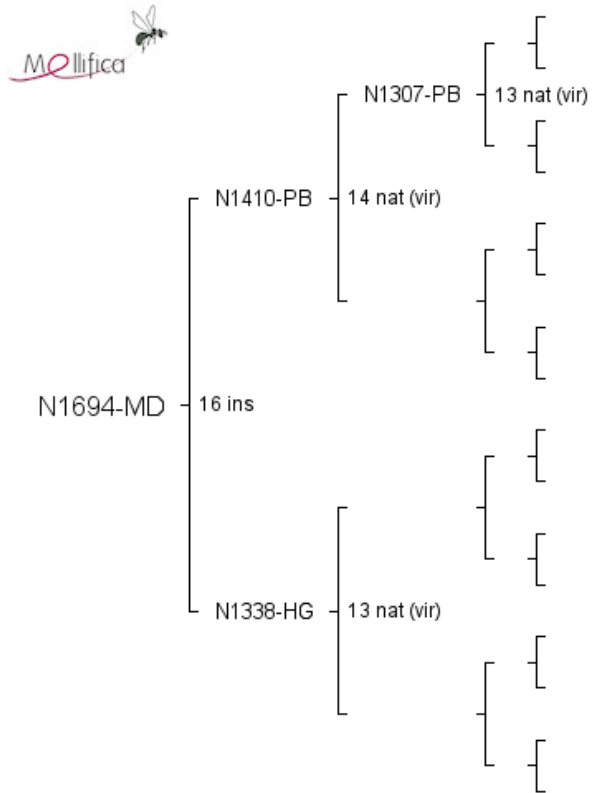 Mellifica
N1307-PB
13 nat (vir)
N1410-PB
14 nat (vir)
N1694-MD
16 ins
N1338-HG
13 nat (vir)